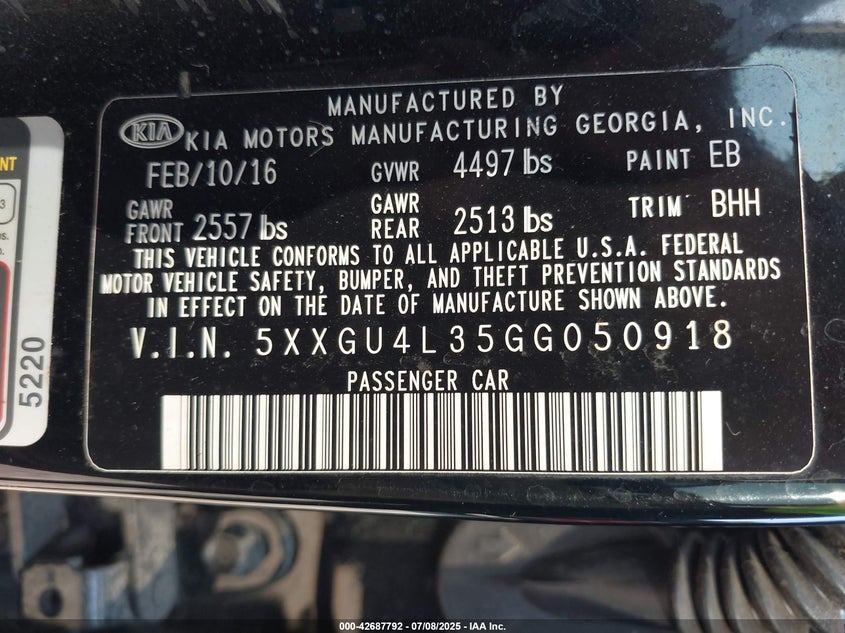 MANUFACTURED BY
KIA KIA MOTORS MANUFACTURING GEORGIA, INC.
FEB/10/16 GVWR 4497 lbs PAINT EB
GAWR FRONT 2557 lbs GAWR REAR 2513 lbs TRIM BHH
THIS VEHICLE CONFORMS TO ALL APPLICABLE U.S.A. FEDERAL
MOTOR VEHICLE SAFETY, BUMPER, AND THEFT PREVENTION STANDARDS
IN EFFECT ON THE DATE OF MANUFACTURE SHOWN ABOVE.
V.I.N. 5XXGU4L35GG050918
PASSENGER CAR
3
5220
000-42687792 - 07/08/2025 - IAA Inc.